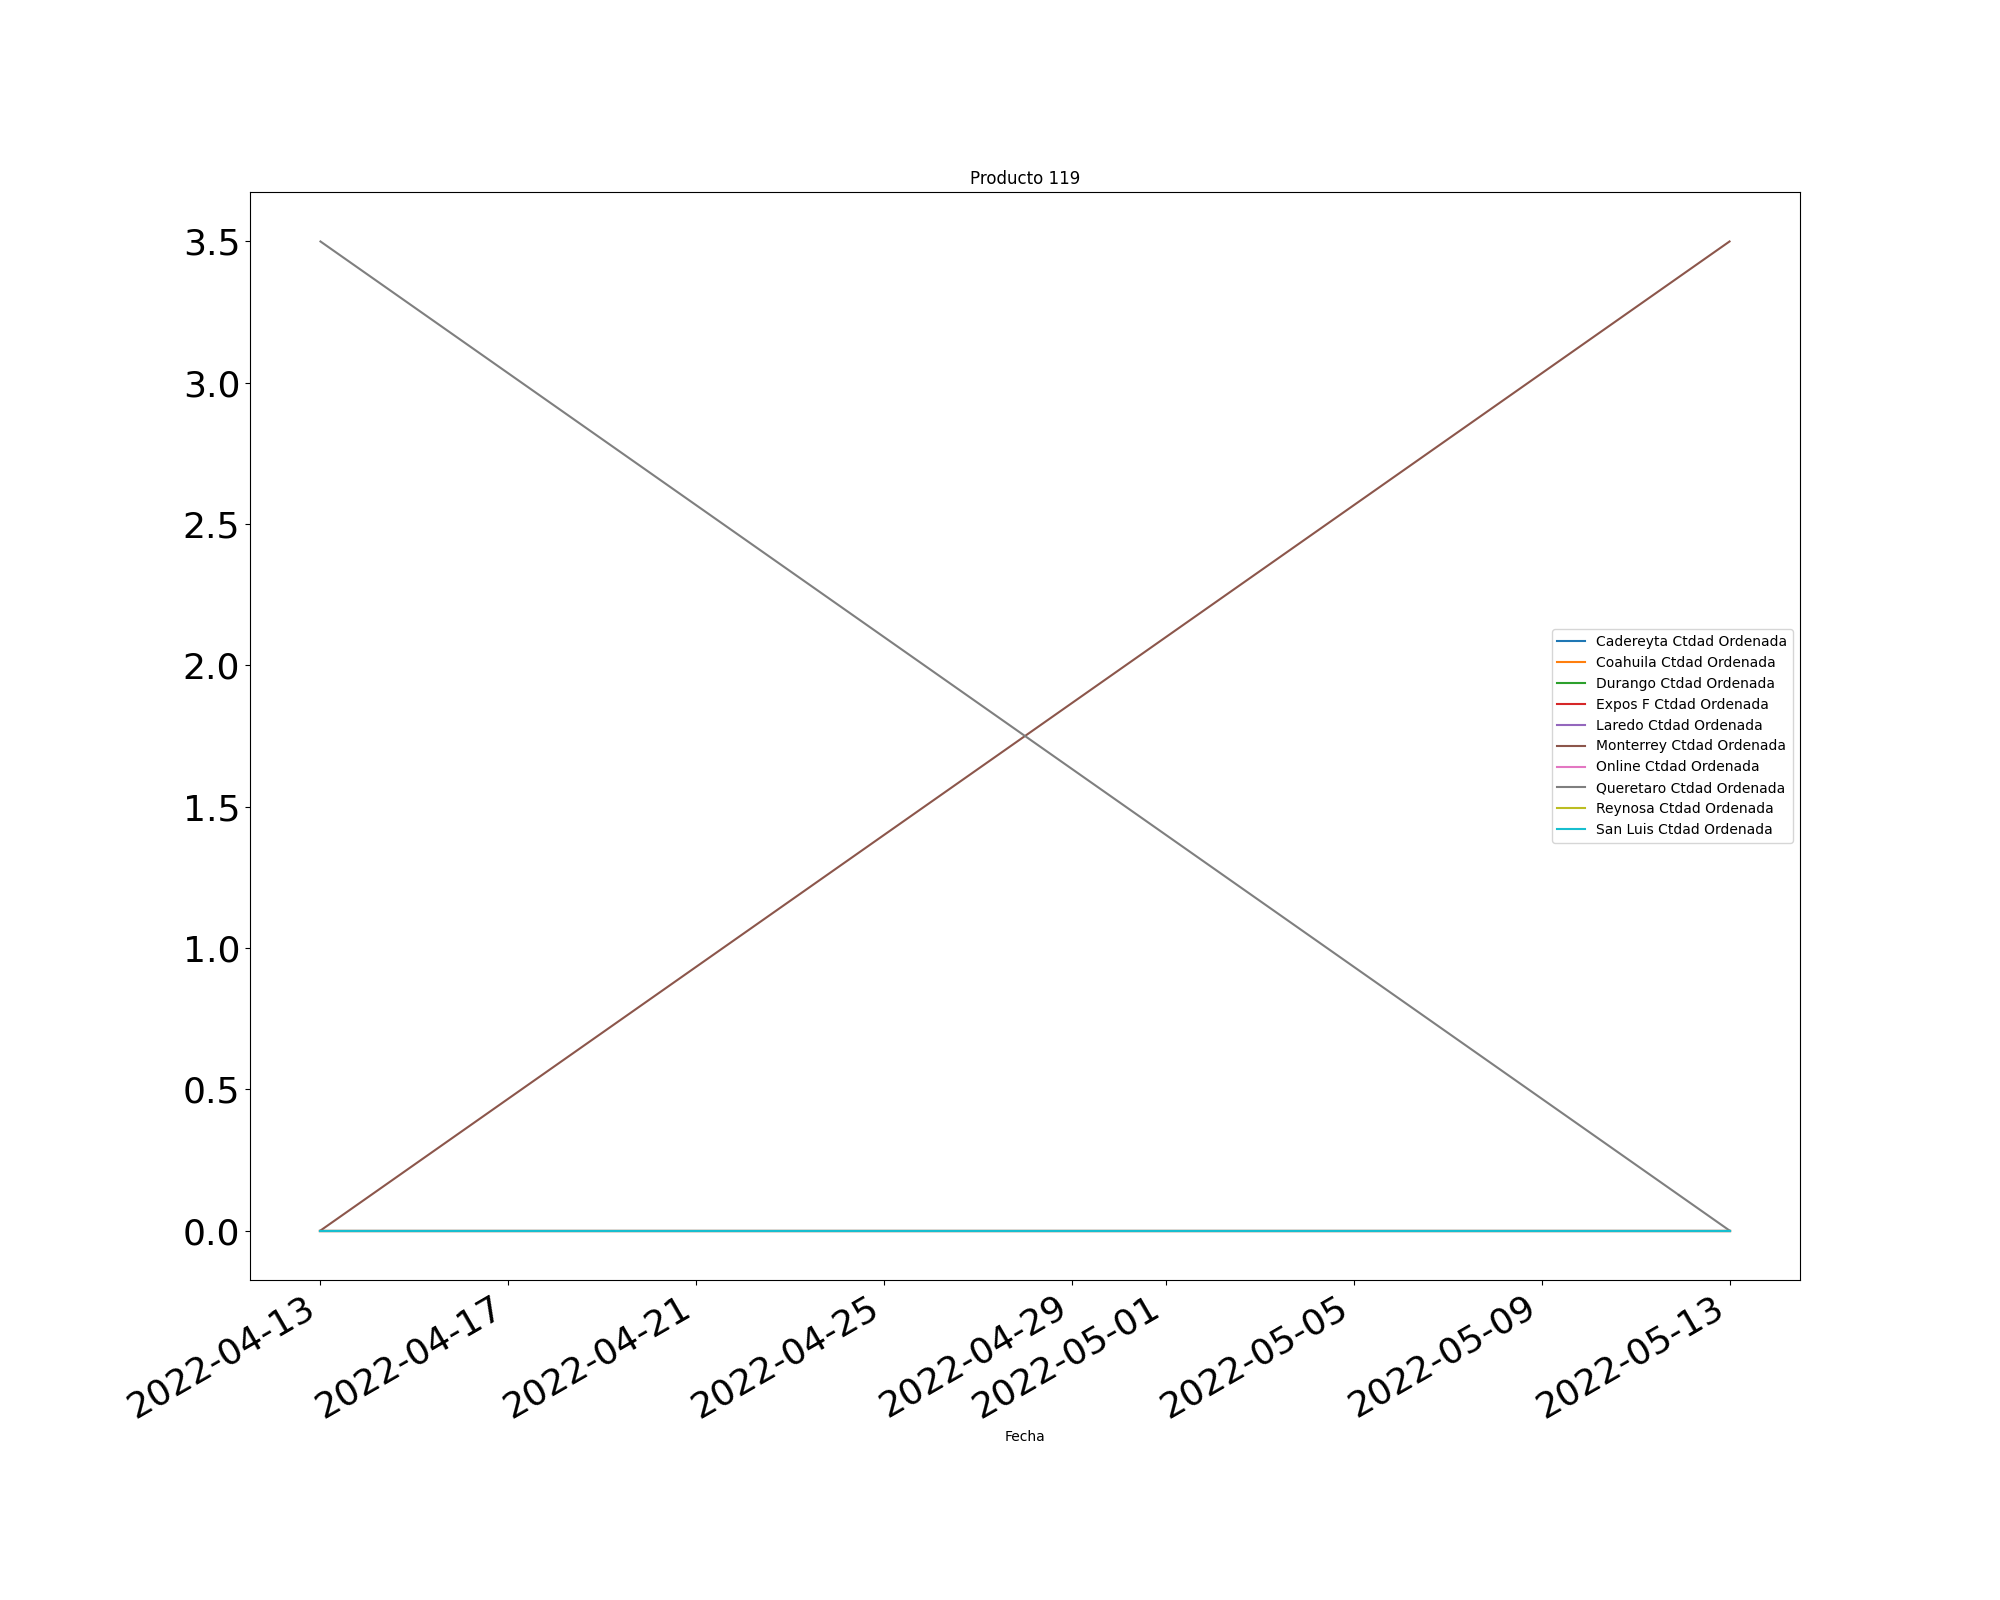 Producto 119
3.5
3.0
2.5
2.0
1.5
1.0
0.5
0.0
Cadereyta Ctdad Ordenada
Coahuila Ctdad Ordenada
Durango Ctdad Ordenada
Expos F Ctdad Ordenada
Laredo Ctdad Ordenada
Monterrey Ctdad Ordenada
Online Ctdad Ordenada
Queretaro Ctdad Ordenada
Reynosa Ctdad Ordenada
San Luis Ctdad Ordenada
2022-04-13
2022-04-17
2022-04-21
2022-04-25
2022-04-29
2022-05-01
2022-05-05
2022-05-09
2022-05-13
Fecha